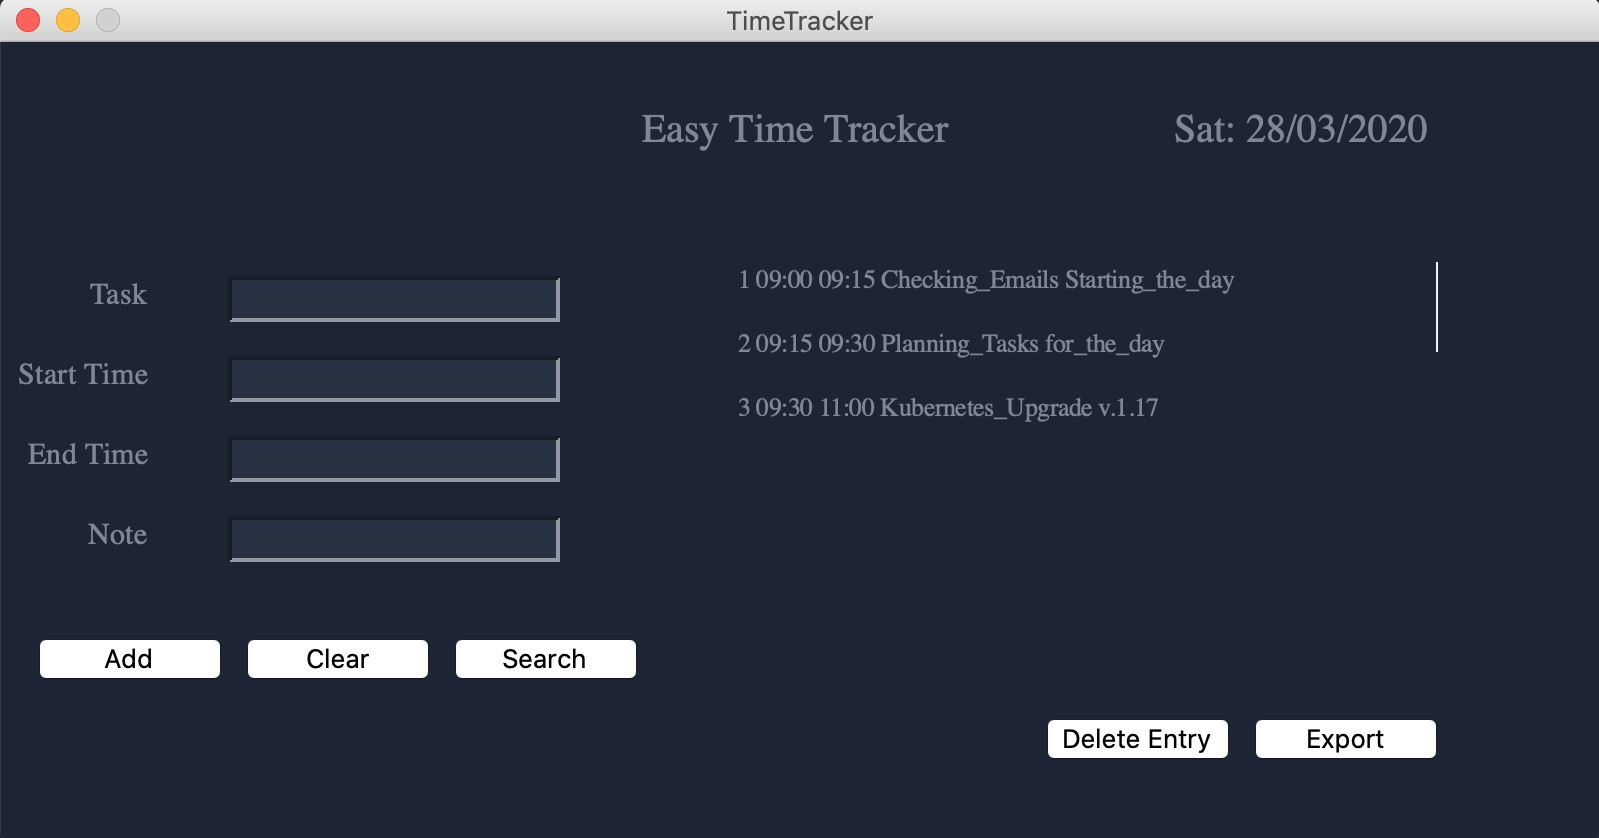 TimeTracker
Easy Time Tracker
Sat: 28/03/2020
Task
Start Time
End Time
Note
1 09:00 09:15 Checking_Emails Starting_the_day
2 09:15 09:30 Planning_Tasks for_the_day
3 09:30 11:00 Kubernetes_Upgrade v.1.17
Add
Clear
Search
Delete Entry
Export